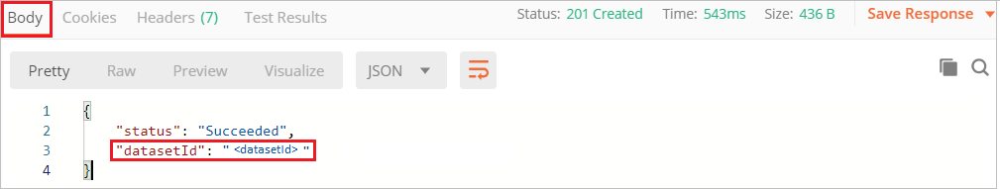 Body Cookies Headers (7) Test Results Status: 201 Created Time: 543ms Size: 436 B Save Response
Pretty Raw Preview Visualize JSON
1 {
2 "status": "Succeeded",
3 "datasetId": " <datasetId> "
4 }